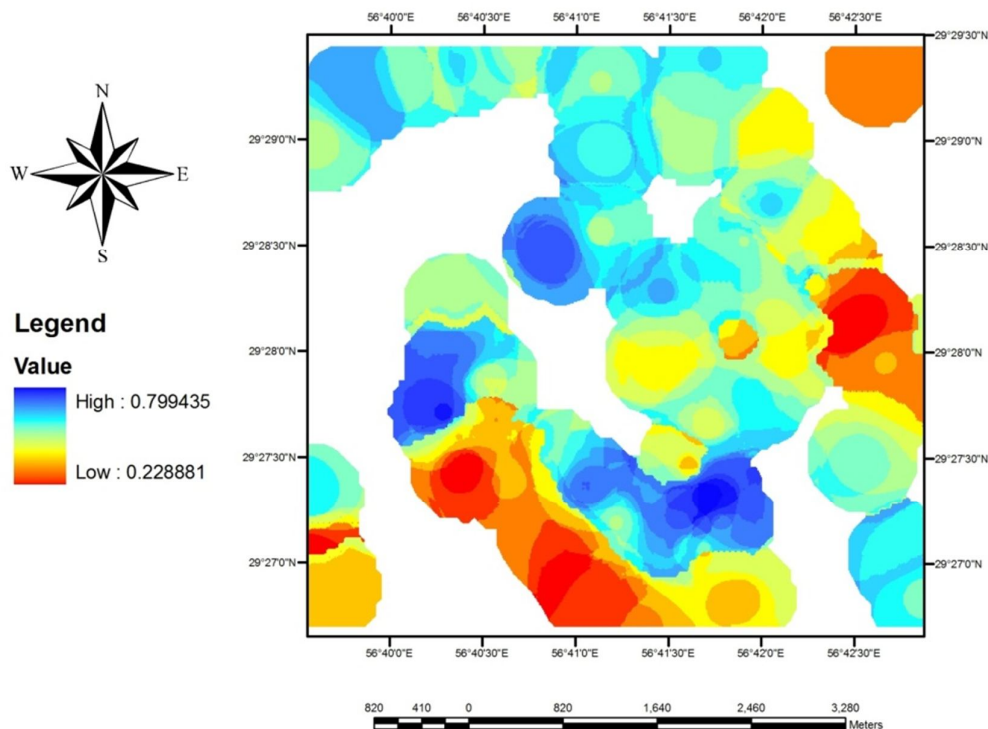 56°40'0"E 56°40'30"E 56°41'0"E 56°41'30"E 56°42'0"E 56°42'30"E
29°29'30"N
N
29°29'0"N 29°29'0"N
W E
S
29°28'30"N 29°28'30"N
Legend
Value
29°28'0"N 29°28'0"N
High : 0.799435
Low : 0.228881
29°27'30"N 29°27'30"N
29°27'0"N 29°27'0"N
56°40'0"E 56°40'30"E 56°41'0"E 56°41'30"E 56°42'0"E 56°42'30"E
820 410 0 820 1,640 2,460 3,280
Meters